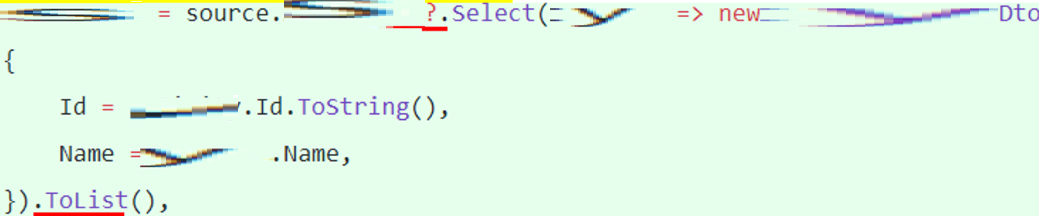 = source. ?.Select( => new Dto
{
Id = .Id.ToString(),
Name = .Name,
}).ToList(),